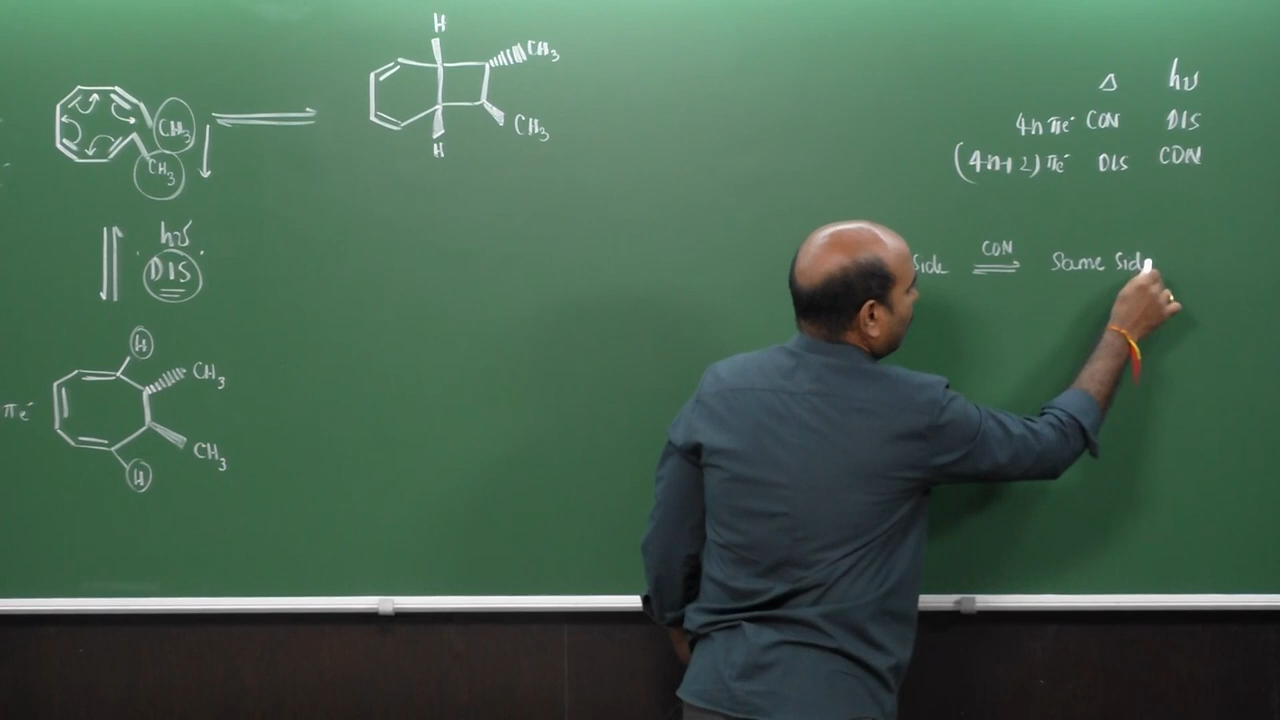 H
CH₃
CH₃
H
CH₃
CH₃
hν
DIS
H
CH₃
πe⁻
CH₃
H
Δ hν
4n πe⁻ CON DIS
(4n+2) πe⁻ DIS CON
Side ⇌ CON Same Side